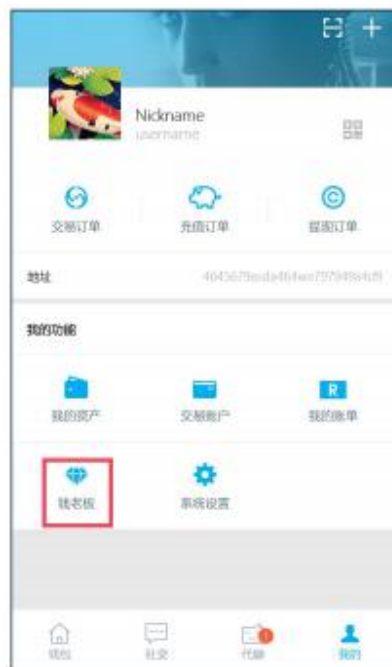 Nickname
username
交易订单 充值订单 提现订单
地址
我的功能
我的资产 交易账户 我的账单
R
钱老板 系统设置
钱包 社交 我的